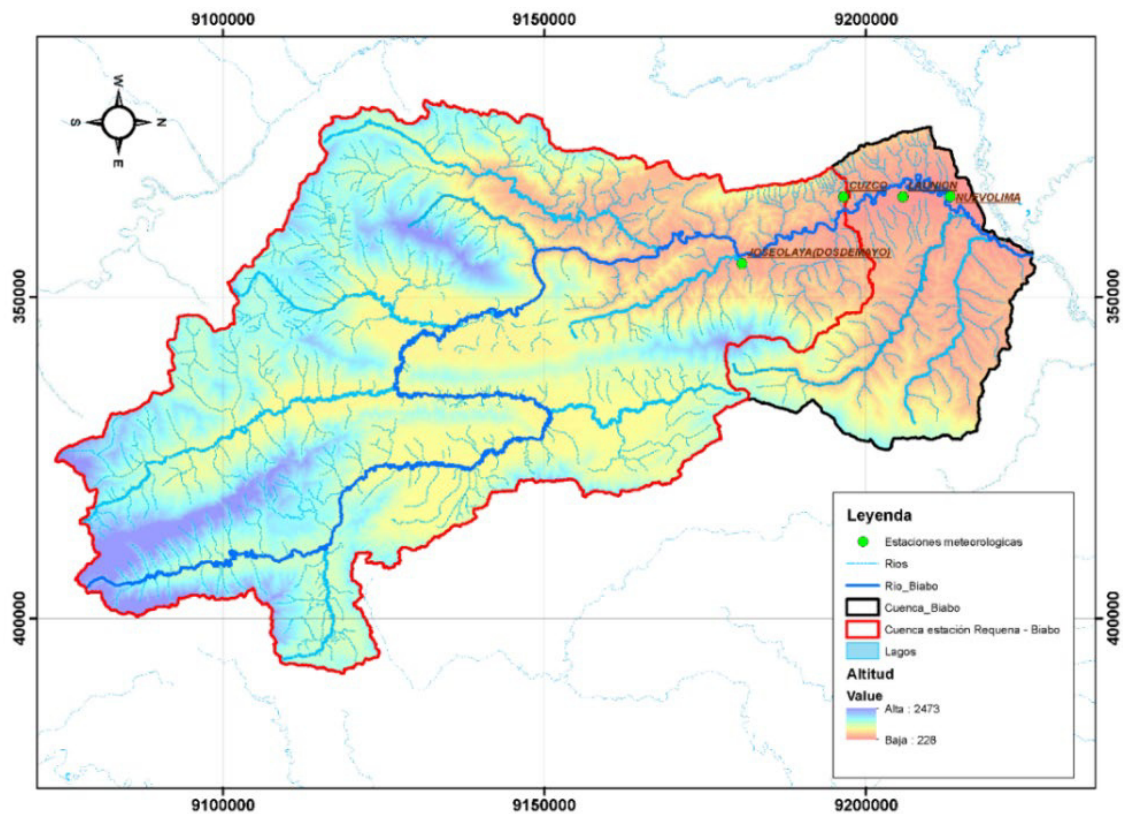 9100000 9150000 9200000
W
S N
E
CUZCO LAUNION
NUEVOLIMA
JOSEOLAYA(DOSDEMAYO)
350000 350000
400000 400000
Leyenda
Estaciones meteorologicas
Rios
Rio_Biabo
Cuenca_Biabo
Cuenca estación Requena - Biabo
Lagos
Altitud
Value
Alta : 2473
Baja : 228
9100000 9150000 9200000